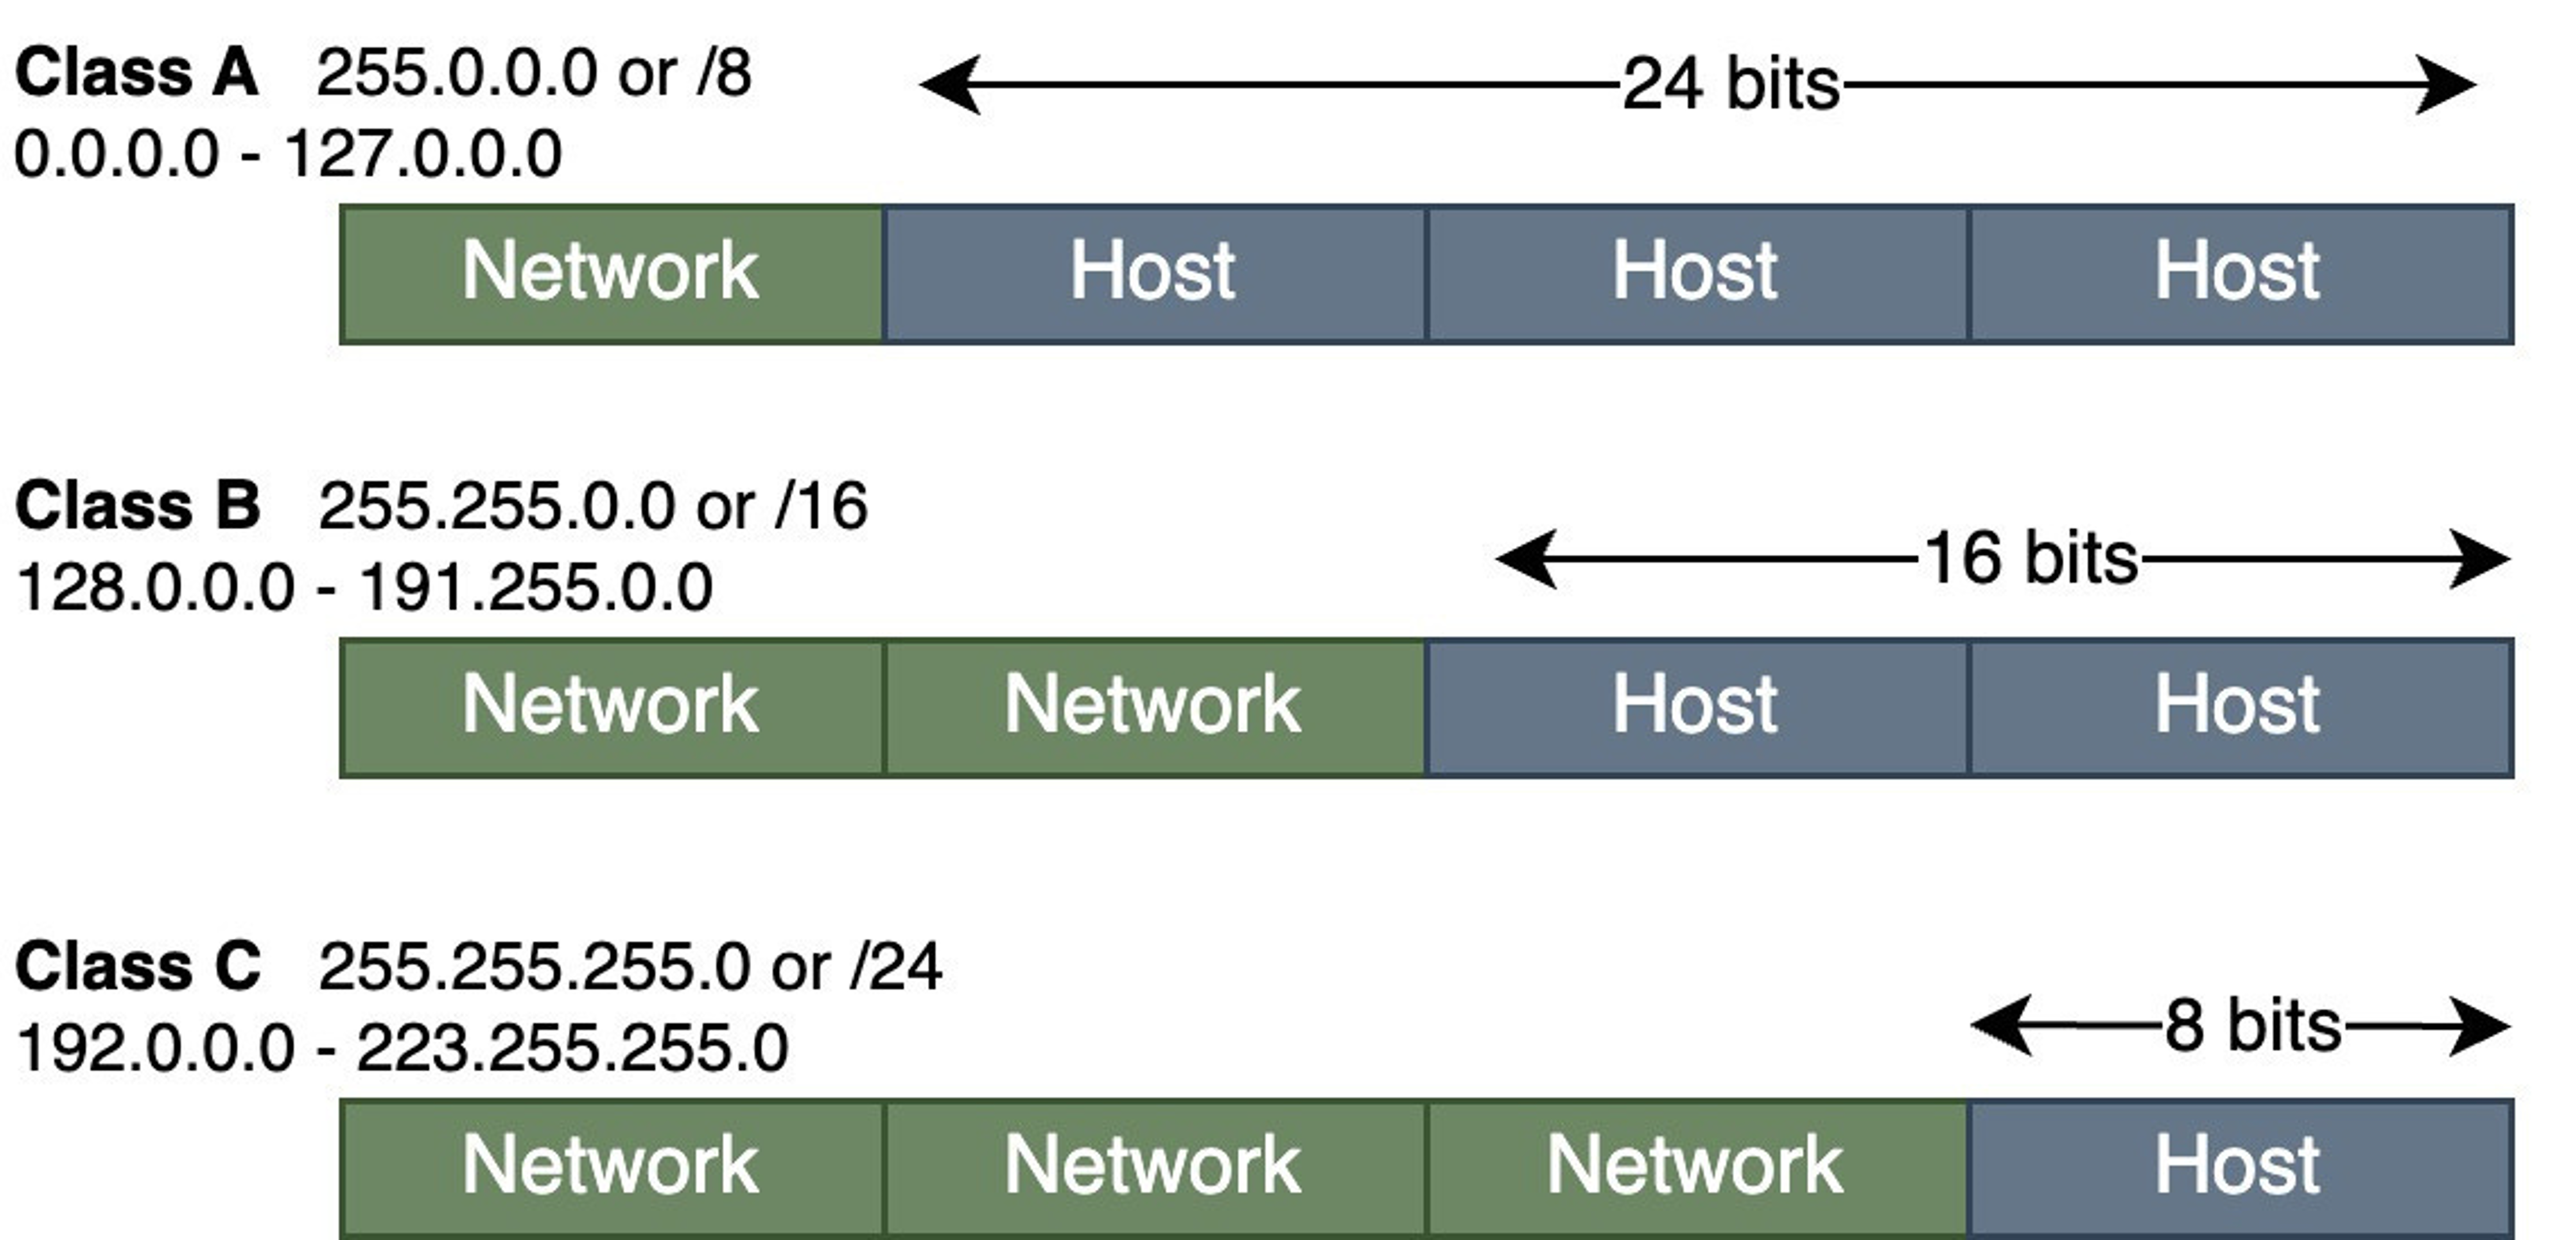 Class A 255.0.0.0 or /8
24 bits
0.0.0.0 - 127.0.0.0
Network Host Host Host
Class B 255.255.0.0 or /16
16 bits
128.0.0.0 - 191.255.0.0
Network Network Host Host
Class C 255.255.255.0 or /24
8 bits
192.0.0.0 - 223.255.255.0
Network Network Network Host